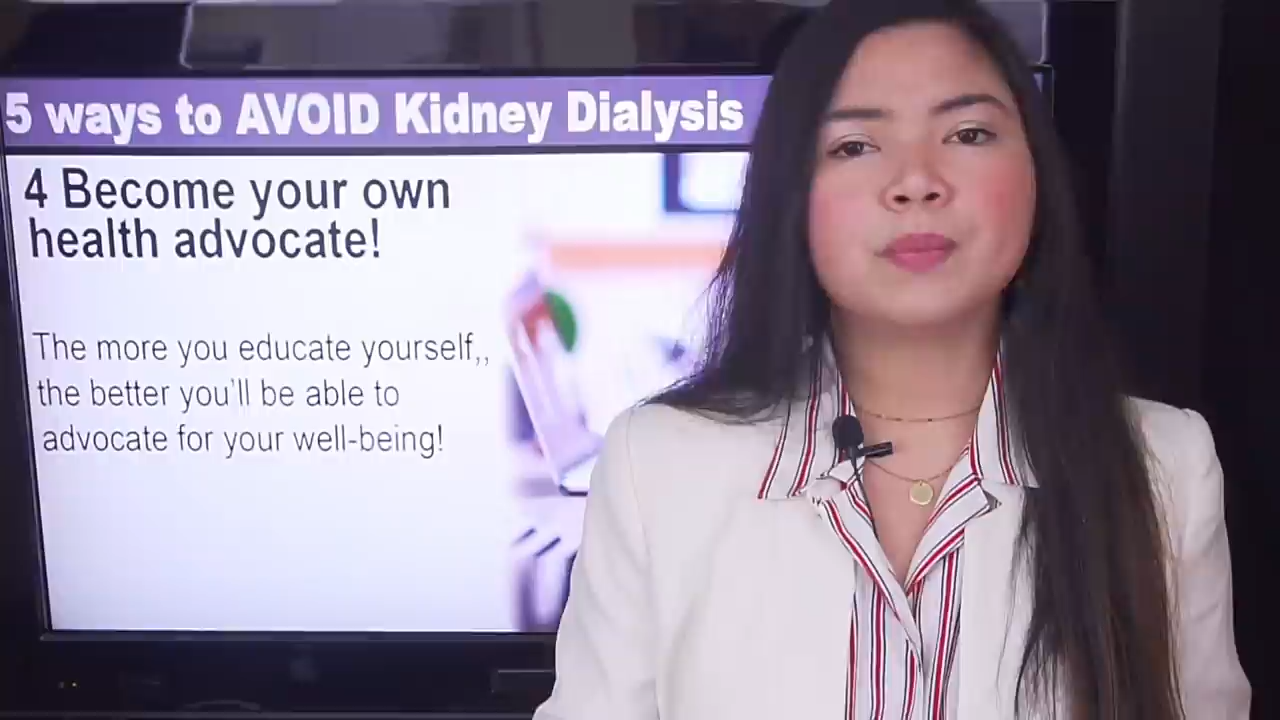 5 ways to AVOID Kidney Dialysis
4 Become your own
health advocate!
The more you educate yourself,,
the better you'll be able to
advocate for your well-being!